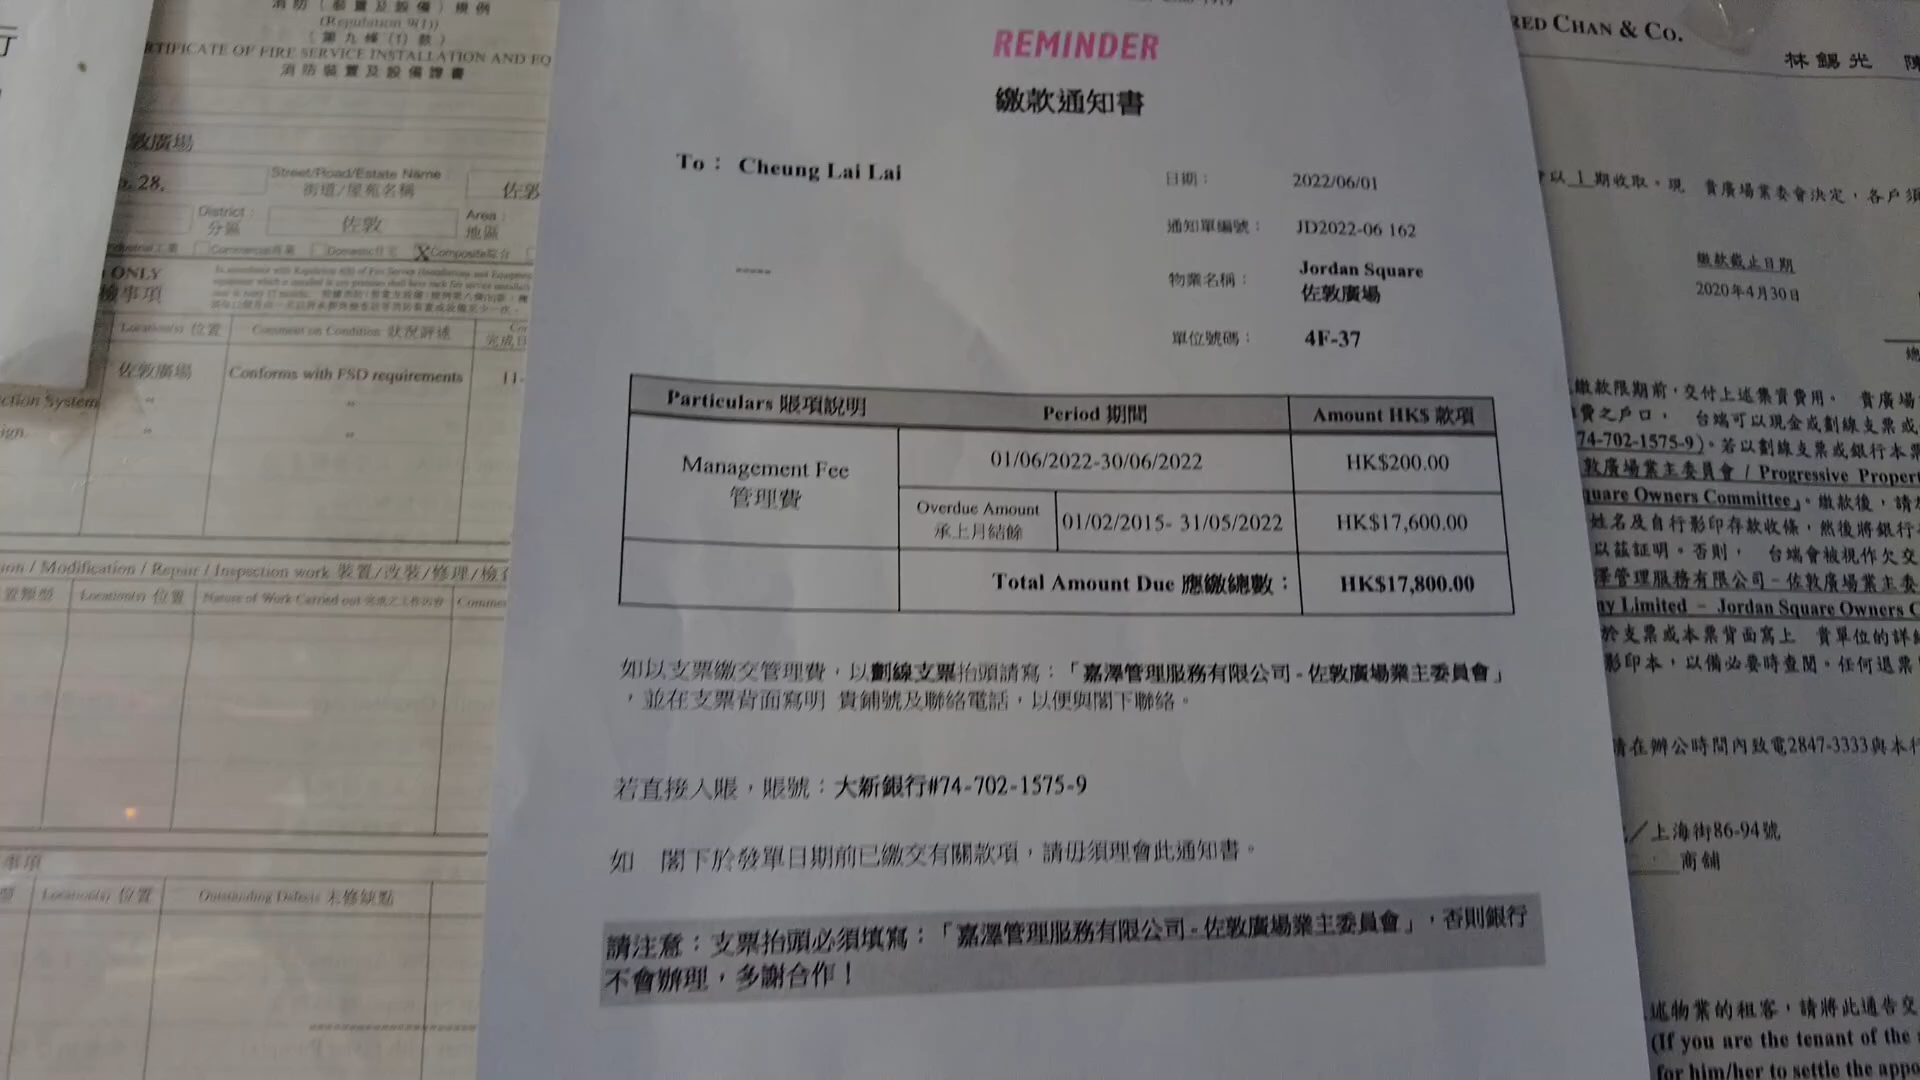 REMINDER
繳款通知書
To： Cheung Lai Lai
日期： 2022/06/01
通知單編號： JD2022-06 162
物業名稱： Jordan Square
佐敦廣場
單位號碼： 4F-37
Particulars 賬項說明 Period 期間 Amount HK$ 款項
Management Fee
管理費
01/06/2022-30/06/2022 HK$200.00
Overdue Amount
承上月結餘
01/02/2015- 31/05/2022 HK$17,600.00
Total Amount Due 應繳總數： HK$17,800.00
如以支票繳交管理費，以劃線支票抬頭請寫：「嘉澤管理服務有限公司-佐敦廣場業主委員會」
，並在支票背面寫明 貴鋪號及聯絡電話，以便與閣下聯絡。
若直接入賬，賬號：大新銀行#74-702-1575-9
如 閣下於發單日期前已繳交有關款項，請毋須理會此通知書。
請注意：支票抬頭必須填寫：「嘉澤管理服務有限公司-佐敦廣場業主委員會」，否則銀行
不會辦理，多謝合作！
消防（裝置及設備）規例
(Regulation 9(1))
（第九條(1)款）
CERTIFICATE OF FIRE SERVICE INSTALLATION AND EQ
消防裝置及設備證書
敦廣場
28,
Street/Road/Estate Name
街道/屋苑名稱
佐敦
District
分區
佐敦
Area
地區
Industrial工業 Commercial商業 Domestic住宅 Composite綜合
ONLY
檢事項
Location(s) 位置 Comment on Condition 狀況評述
完成日
佐敦廣場 Conforms with FSD requirements 11-
ction System
ign.
/ Modification / Repair / Inspection work 裝置/改裝/修理/檢查
置類型 Location(s) 位置 Nature of Work Carried out 完成之工作內容
事項
Location(s) 位置 Outstanding Defects 未修缺點
RED CHAN & CO.
林錫光 陳
以 1 期收取。現 貴廣場業委會決定，各戶須
繳款截止日期
2020年4月30日
繳款限期前，交付上述集資費用。 貴廣場
費之戶口， 台端可以現金或劃線支票或
74-702-1575-9)。若以劃線支票或銀行本票
敦廣場業主委員會 / Progressive Propert
quare Owners Committee」。繳款後，請
姓名及自行影印存款收條，然後將銀行
以茲証明。否則， 台端會被視作欠交
澤管理服務有限公司－佐敦廣場業主委
ny Limited – Jordan Square Owners C
於支票或本票背面寫上 貴單位的詳細
影印本，以備必要時查閱。任何退票
請在辦公時間內致電2847-3333與本行
／上海街86-94號
商舖
述物業的租客，請將此通告交
(If you are the tenant of the
for him/her to settle the appo